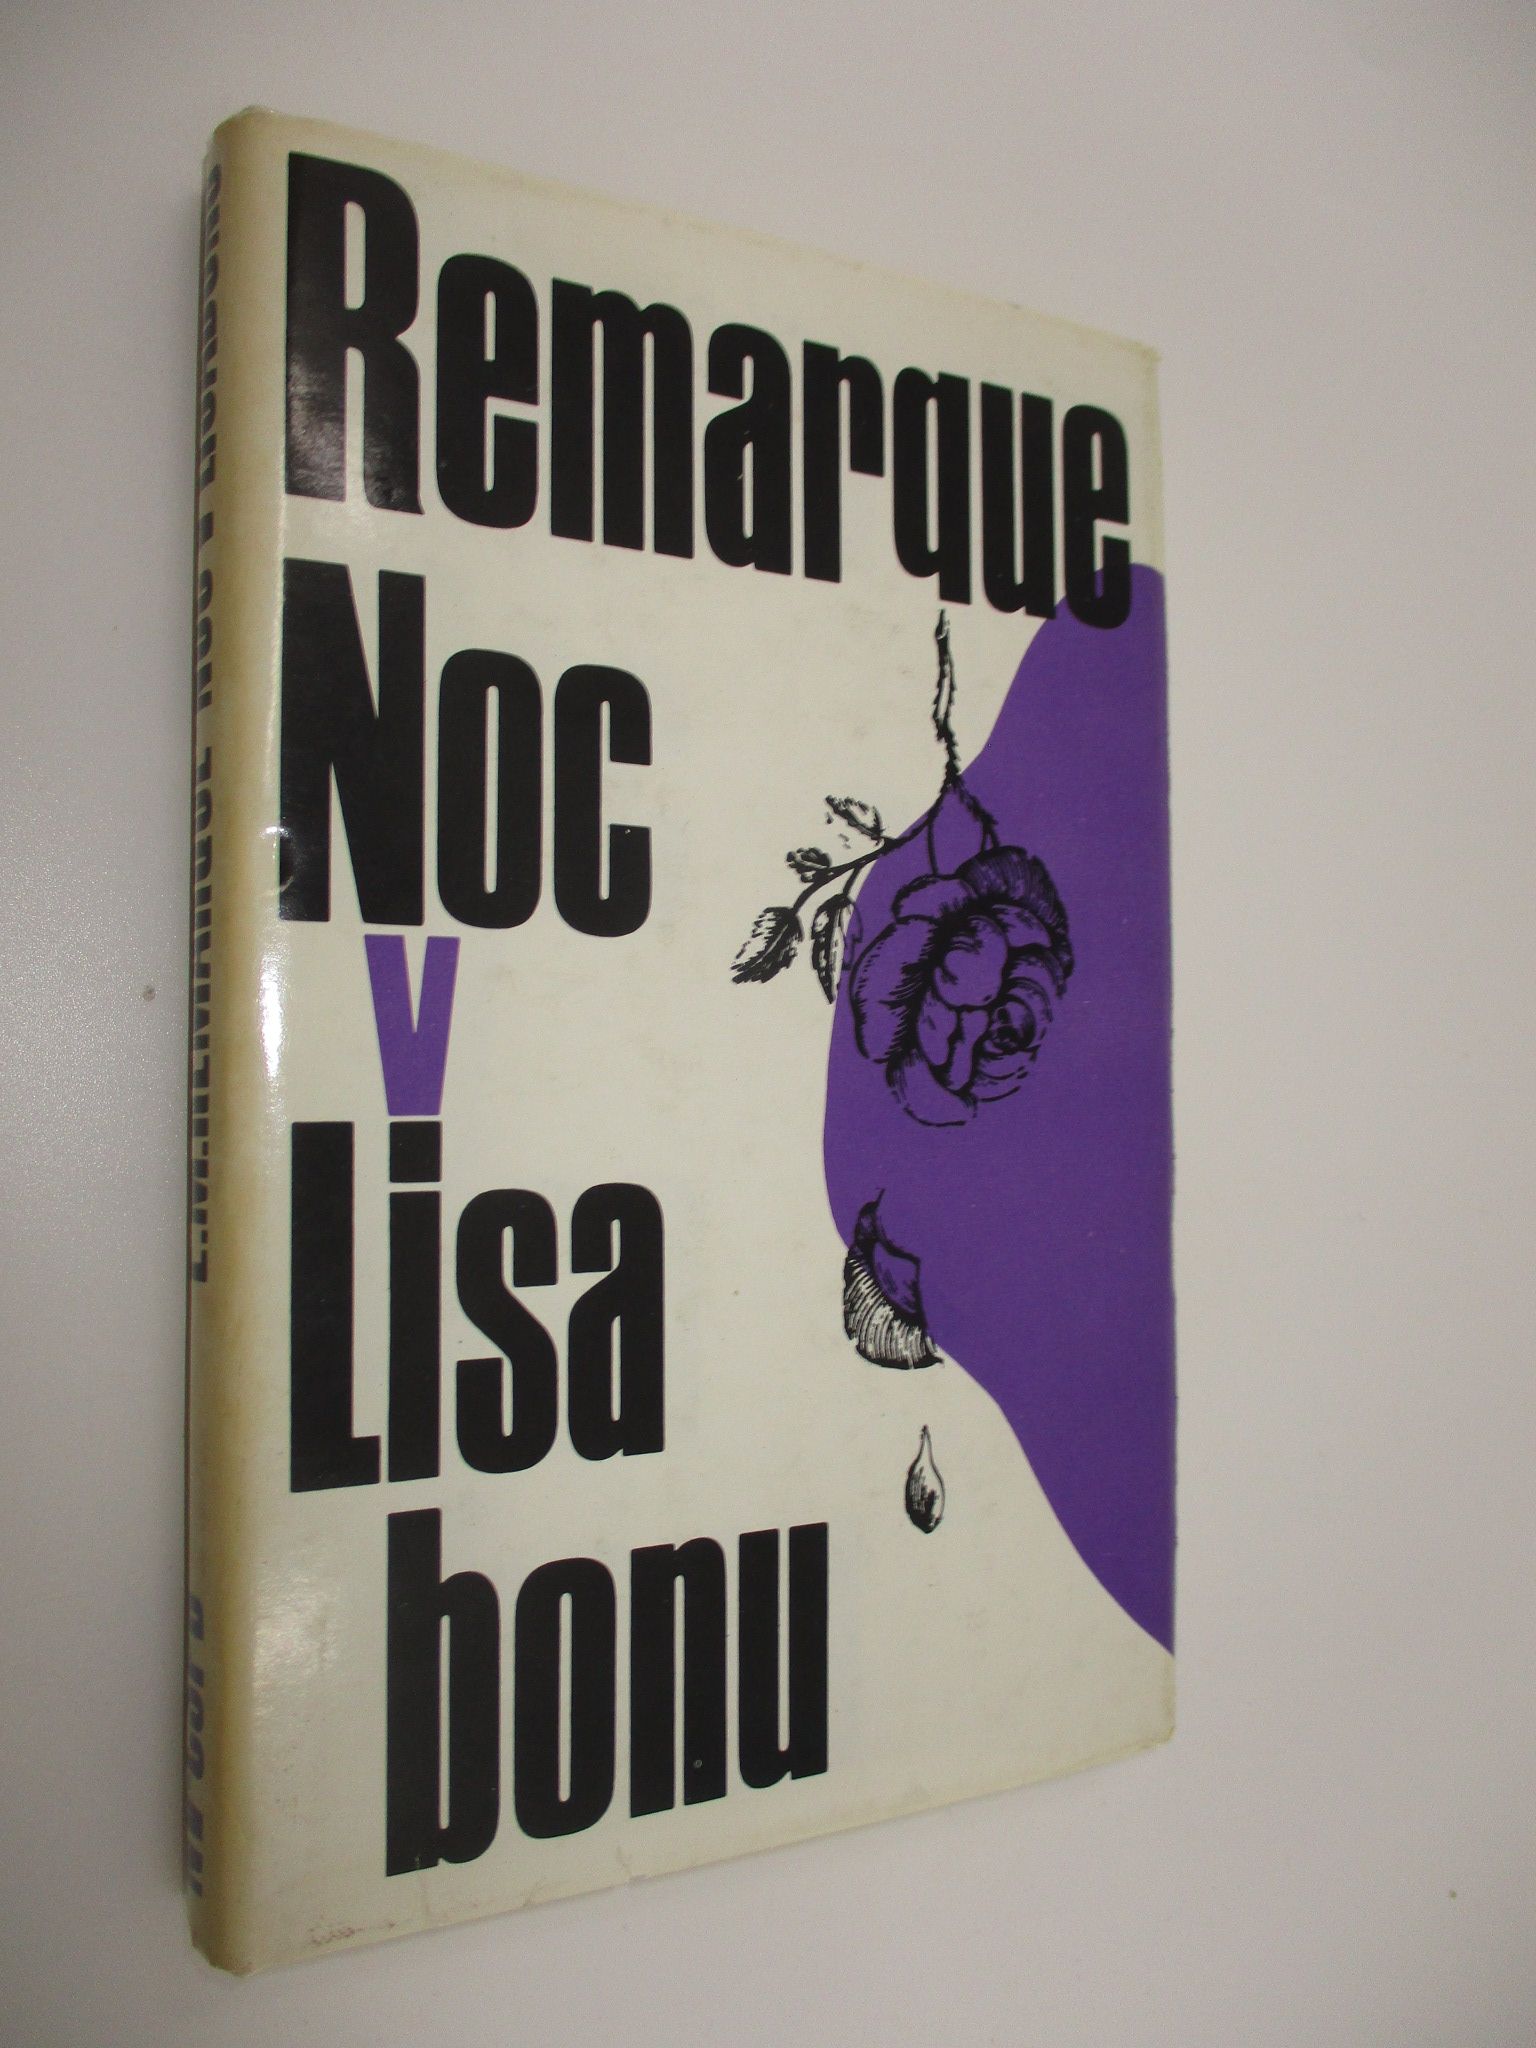 Remarque
Noc
v
Lisa
bonu